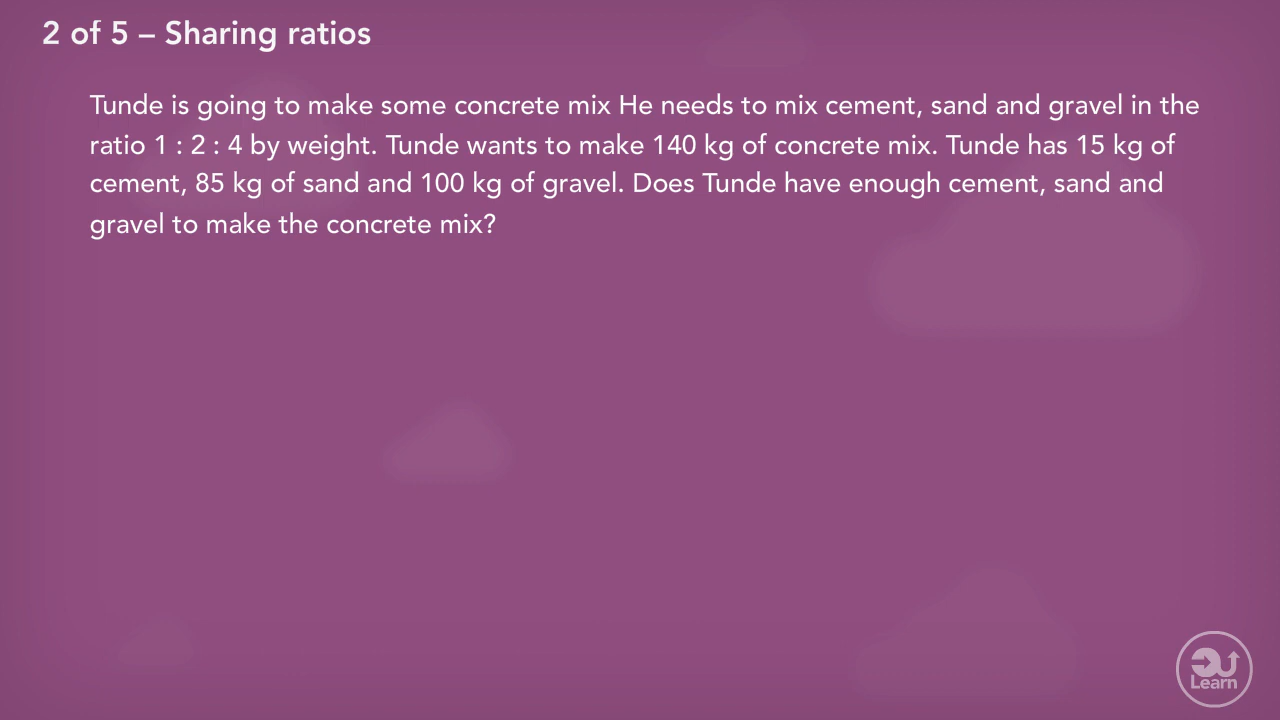 2 of 5 – Sharing ratios
Tunde is going to make some concrete mix He needs to mix cement, sand and gravel in the
ratio 1 : 2 : 4 by weight. Tunde wants to make 140 kg of concrete mix. Tunde has 15 kg of
cement, 85 kg of sand and 100 kg of gravel. Does Tunde have enough cement, sand and
gravel to make the concrete mix?
Learn